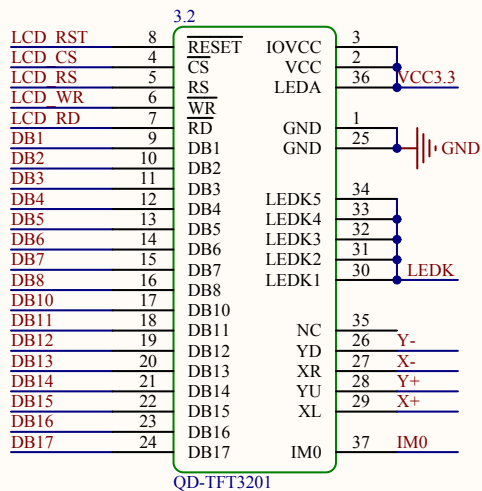 3.2
LCD_RST 8 RESET IOVCC 3
LCD_CS 4 CS VCC 2
LCD_RS 5 RS LEDA 36 VCC3.3
LCD_WR 6 WR
LCD_RD 7 RD GND 1
DB1 9 DB1 GND 25 GND
DB2 10 DB2
DB3 11 DB3 LEDK5 34
DB4 12 DB4 LEDK4 33
DB5 13 DB5 LEDK3 32
DB6 14 DB6 LEDK2 31
DB7 15 DB7 LEDK1 30 LEDK
DB8 16 DB8
DB10 17 DB10
DB11 18 DB11 NC 35
DB12 19 DB12 YD 26 Y-
DB13 20 DB13 XR 27 X-
DB14 21 DB14 YU 28 Y+
DB15 22 DB15 XL 29 X+
DB16 23 DB16
DB17 24 DB17 IM0 37 IM0
QD-TFT3201